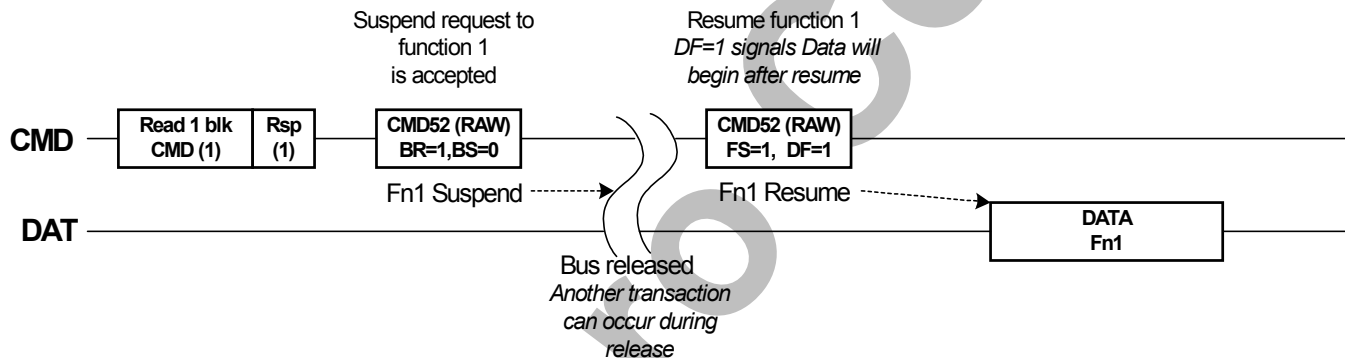 Suspend request to
function 1
is accepted
Resume function 1
DF=1 signals Data will
begin after resume
CMD
Read 1 blk
CMD (1)
Rsp
(1)
CMD52 (RAW)
BR=1,BS=0
CMD52 (RAW)
FS=1, DF=1
Fn1 Suspend
Fn1 Resume
DAT
DATA
Fn1
Bus released
Another transaction
can occur during
release